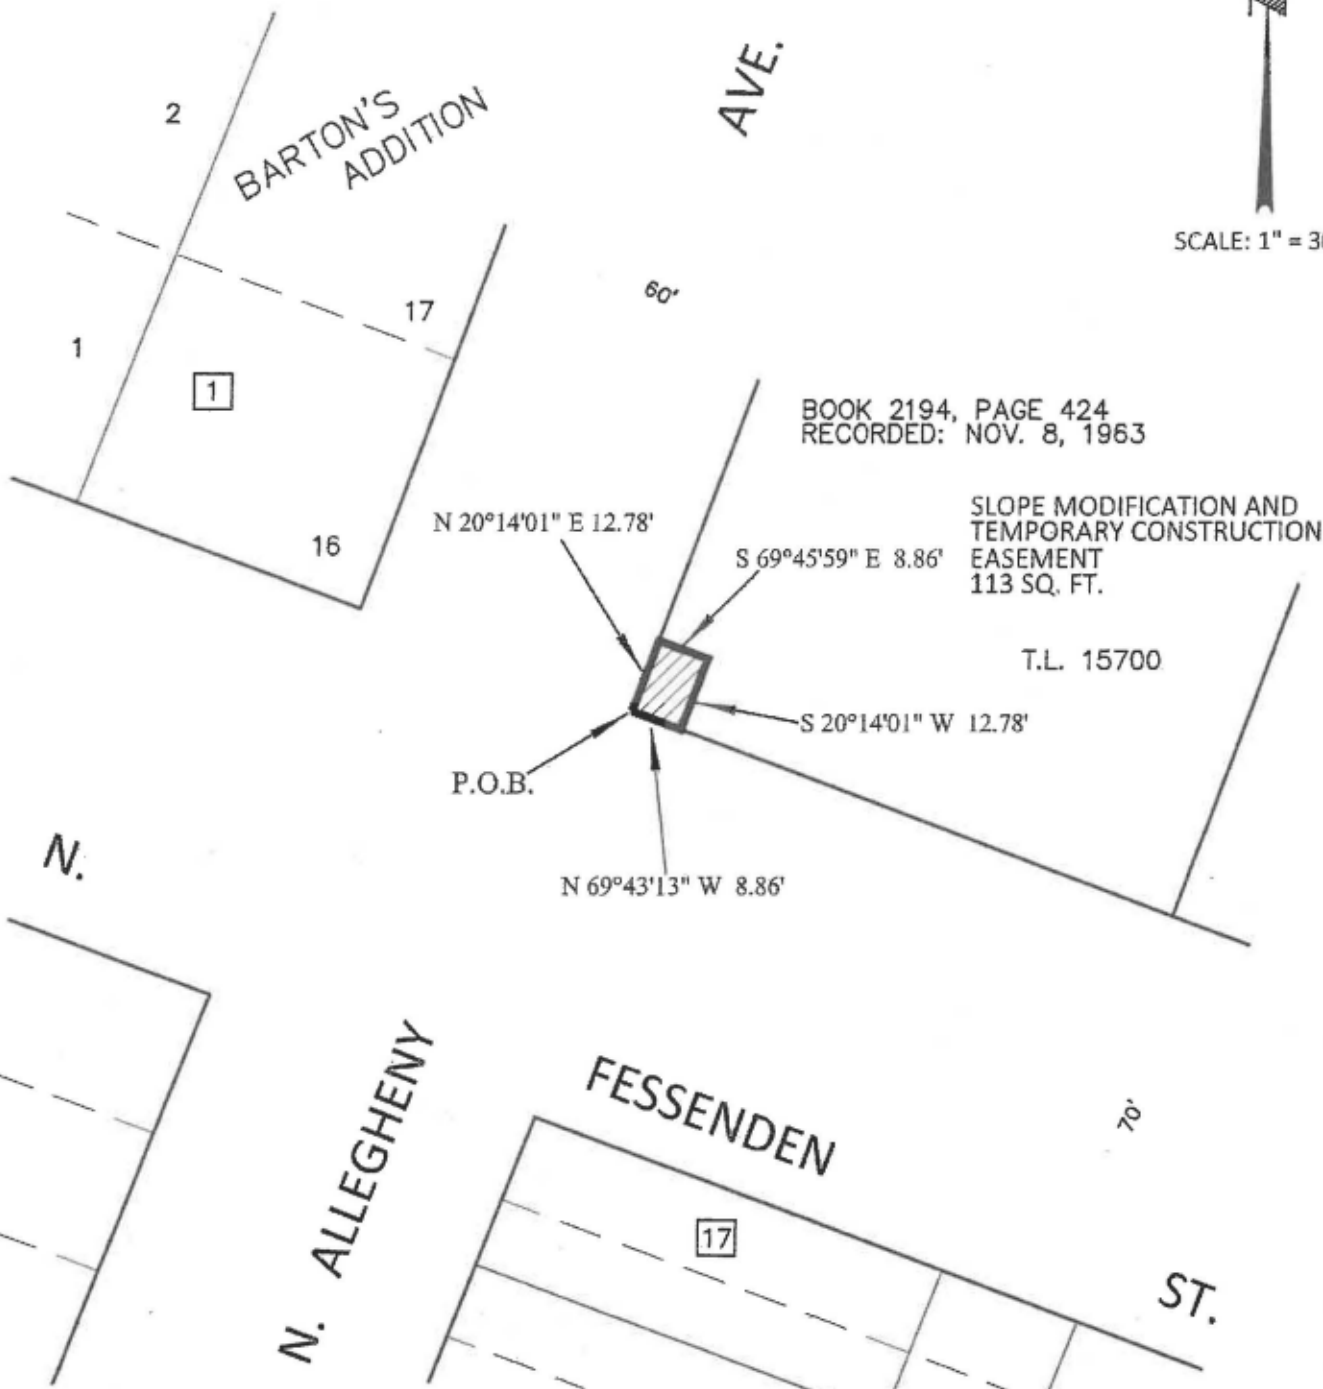 2
BARTON'S
ADDITION
AVE.
SCALE: 1" = 3
17
60'
1
1
BOOK 2194, PAGE 424
RECORDED: NOV. 8, 1963
N 20°14'01" E 12.78'
16
S 69°45'59" E 8.86'
SLOPE MODIFICATION AND
TEMPORARY CONSTRUCTION
EASEMENT
113 SQ. FT.
T.L. 15700
S 20°14'01" W 12.78'
P.O.B.
N 69°43'13" W 8.86'
N.
FESSENDEN
ST.
70'
N. ALLEGHENY
17